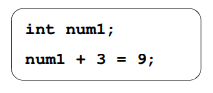 int num1;
num1 + 3 = 9;